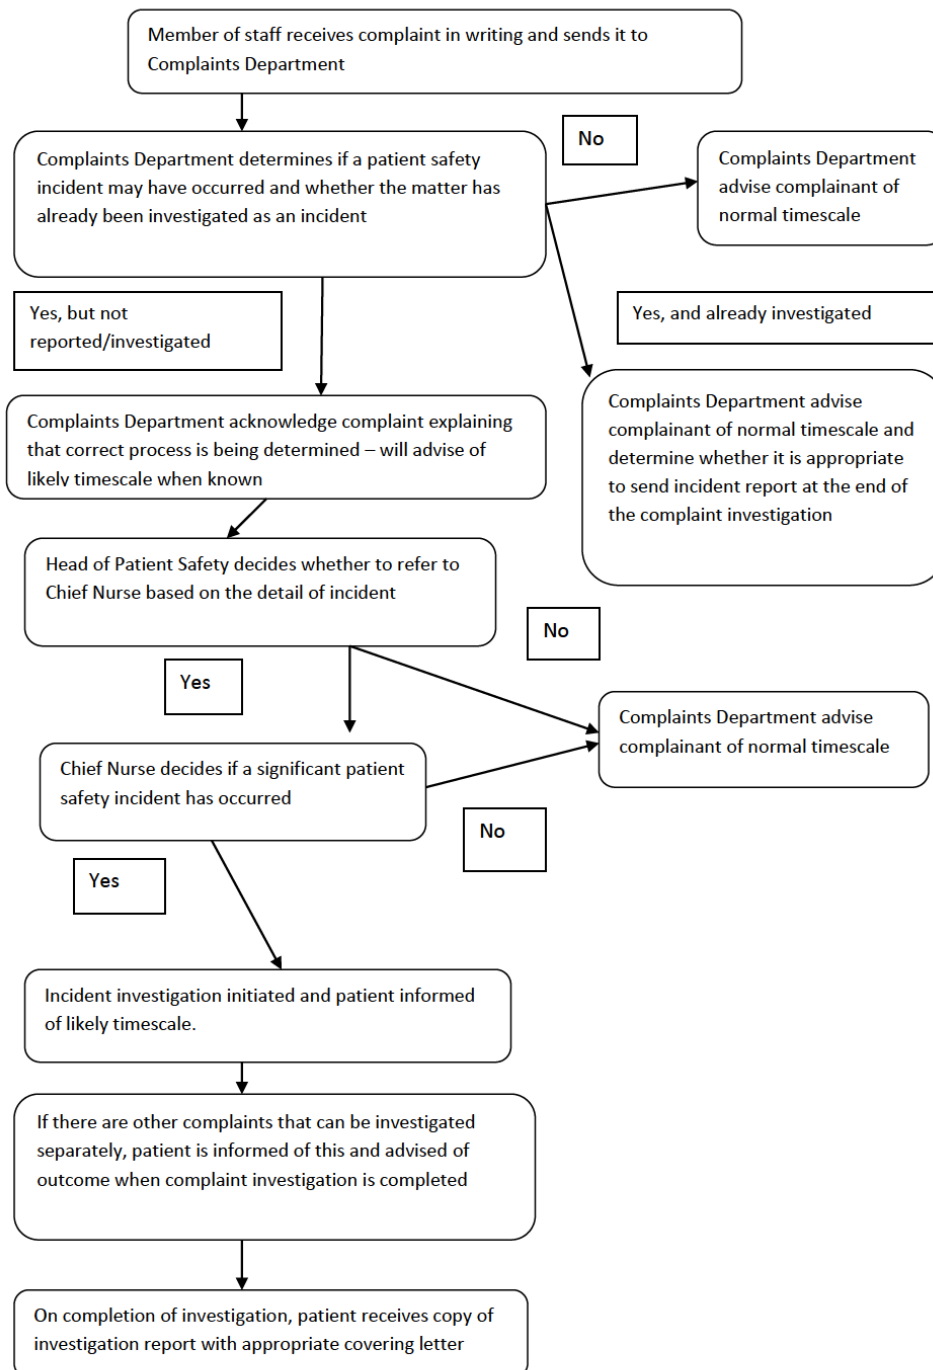 Member of staff receives complaint in writing and sends it to
Complaints Department
No
Complaints Department determines if a patient safety
incident may have occurred and whether the matter has
already been investigated as an incident
Complaints Department
advise complainant of
normal timescale
Yes, but not
reported/investigated
Yes, and already investigated
Complaints Department acknowledge complaint explaining
that correct process is being determined – will advise of
likely timescale when known
Complaints Department advise
complainant of normal timescale and
determine whether it is appropriate
to send incident report at the end of
the complaint investigation
Head of Patient Safety decides whether to refer to
Chief Nurse based on the detail of incident
No
Yes
Complaints Department advise
complainant of normal timescale
Chief Nurse decides if a significant patient
safety incident has occurred
No
Yes
Incident investigation initiated and patient informed
of likely timescale.
If there are other complaints that can be investigated
separately, patient is informed of this and advised of
outcome when complaint investigation is completed
On completion of investigation, patient receives copy of
investigation report with appropriate covering letter